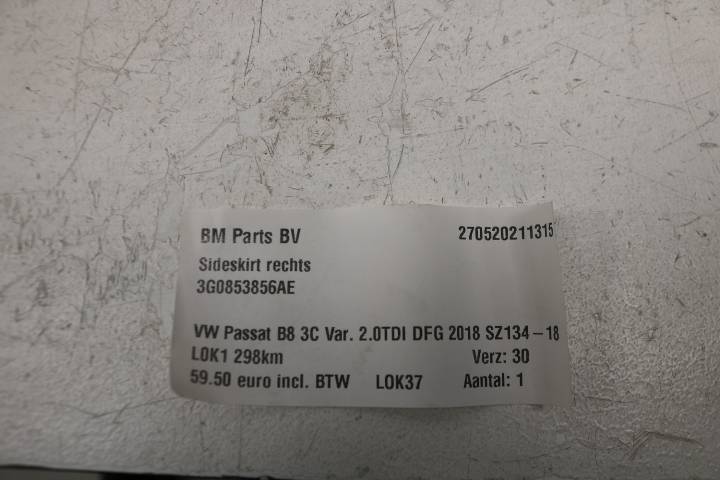 BM Parts BV 270520211315
Sideskirt rechts
3G0853856AE
VW Passat B8 3C Var. 2.0TDI DFG 2018 SZ134-18
LOK1 298km Verz: 30
59.50 euro incl. BTW LOK37 Aantal: 1